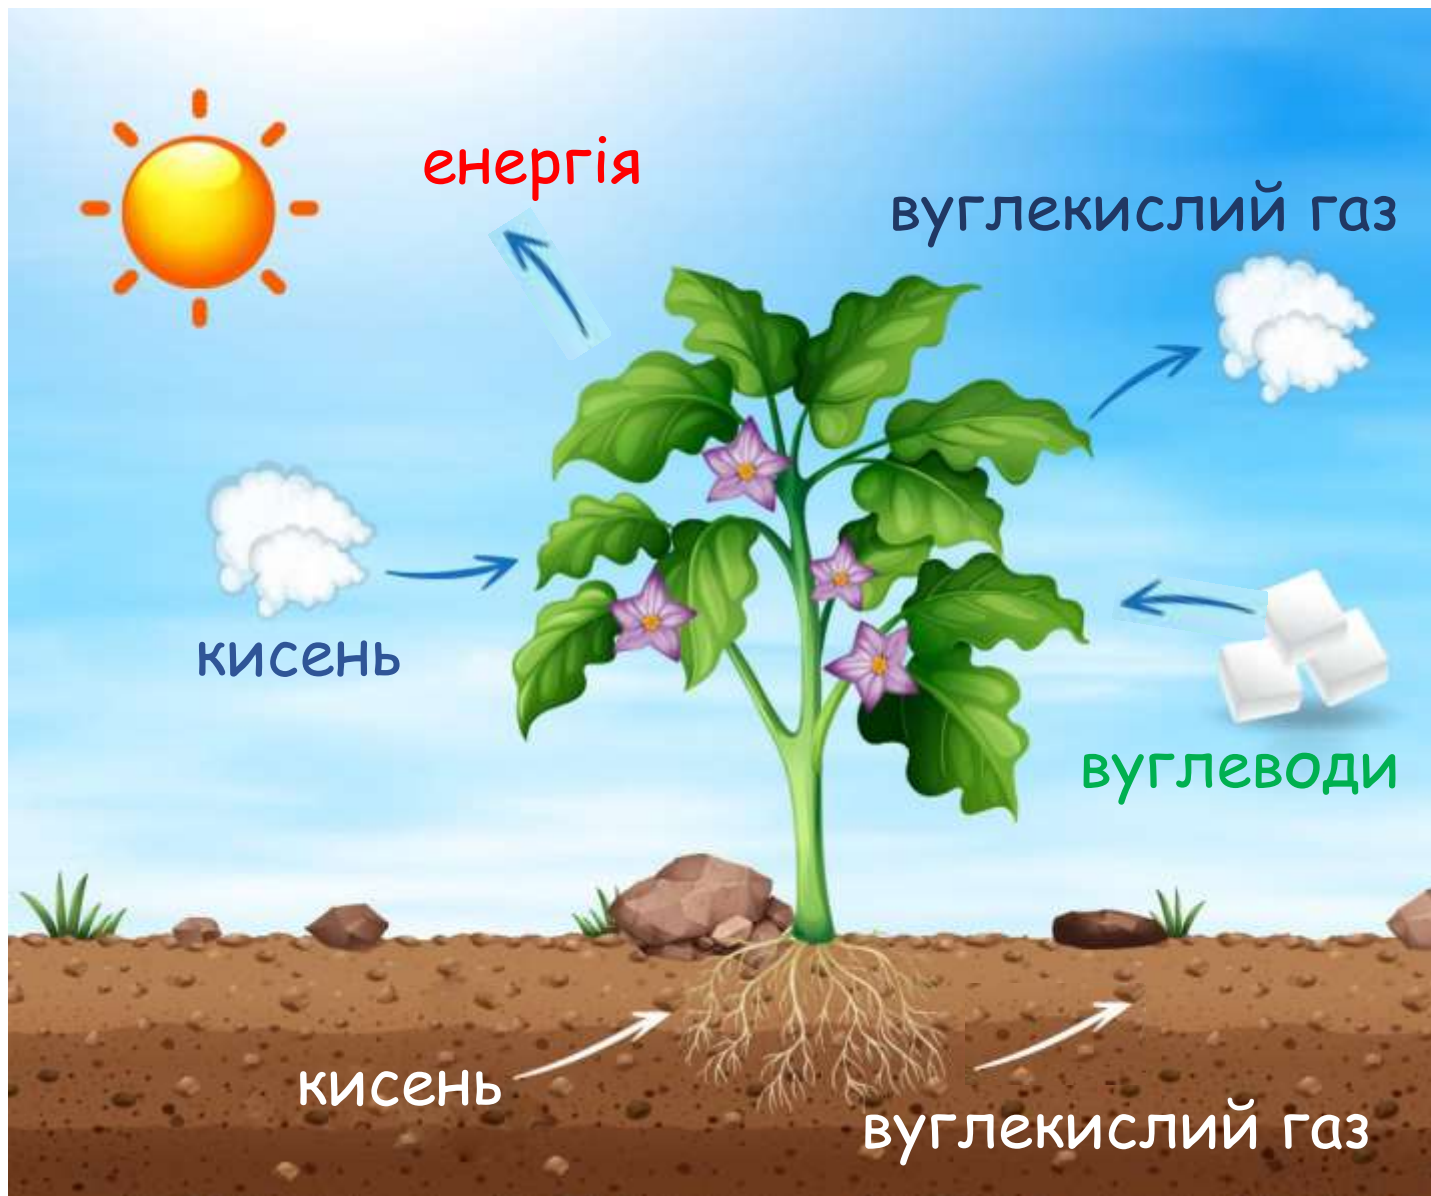 енергія
вуглекислий газ
кисень
вуглеводи
кисень
вуглекислий газ